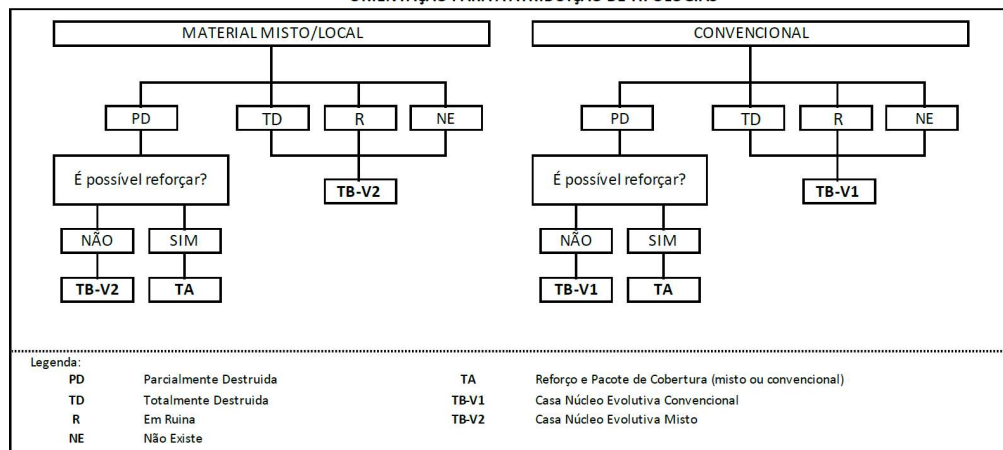 MATERIAL MISTO/LOCAL
CONVENCIONAL
PD
TD
R
NE
PD
TD
R
NE
É possível reforçar?
TB-V2
É possível reforçar?
TB-V1
NÃO
SIM
NÃO
SIM
TB-V2
TA
TB-V1
TA
Legenda:
PD Parcialmente Destruida
TA Reforço e Pacote de Cobertura (misto ou convencional)
TD Totalmente Destruida
TB-V1 Casa Núcleo Evolutiva Convencional
R Em Ruina
TB-V2 Casa Núcleo Evolutiva Misto
NE Não Existe